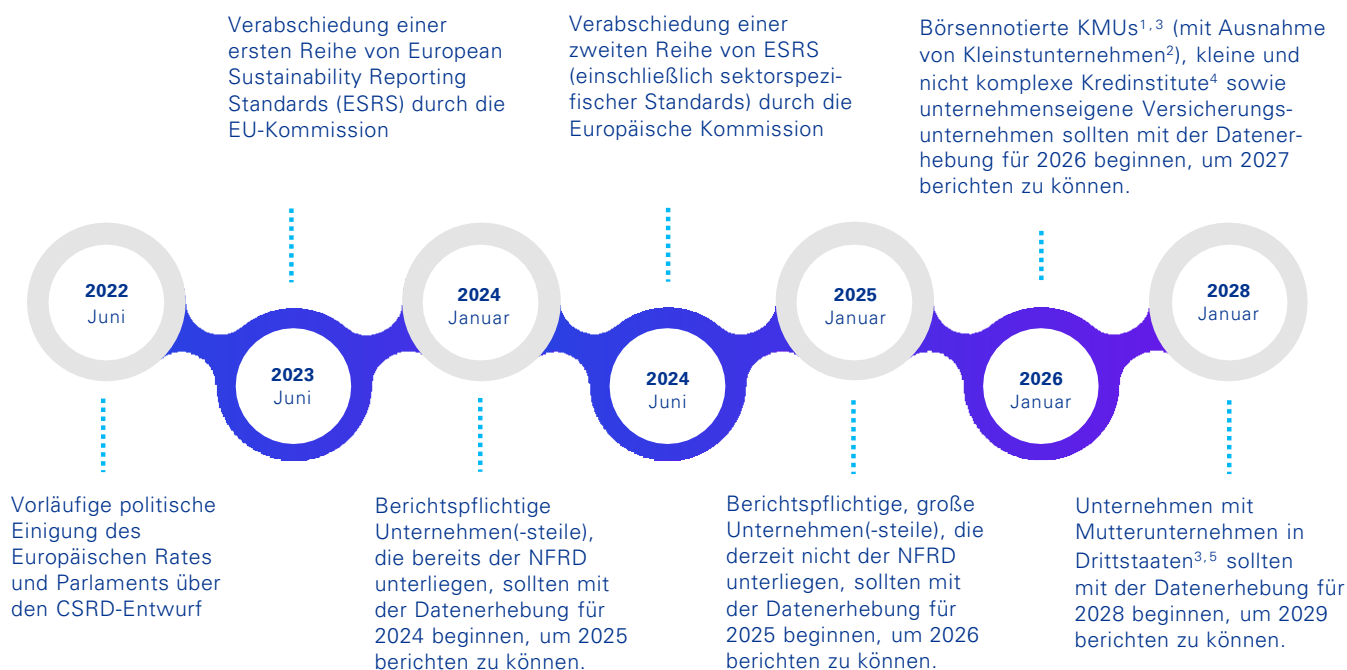 Verabschiedung einer
ersten Reihe von European
Sustainability Reporting
Standards (ESRS) durch die
EU-Kommission
Verabschiedung einer
zweiten Reihe von ESRS
(einschließlich sektorspezi-
fischer Standards) durch die
Europäische Kommission
Börsennotierte KMUs¹,³ (mit Ausnahme
von Kleinstunternehmen²), kleine und
nicht komplexe Kredinstitute⁴ sowie
unternehmenseigene Versicherungs-
unternehmen sollten mit der Datener-
hebung für 2026 beginnen, um 2027
berichten zu können.
2022
Juni
2023
Juni
2024
Januar
2024
Juni
2025
Januar
2026
Januar
2028
Januar
Vorläufige politische
Einigung des
Europäischen Rates
und Parlaments über
den CSRD-Entwurf
Berichtspflichtige
Unternehmen(-steile),
die bereits der NFRD
unterliegen, sollten mit
der Datenerhebung für
2024 beginnen, um 2025
berichten zu können.
Berichtspflichtige, große
Unternehmen(-steile), die
derzeit nicht der NFRD
unterliegen, sollten mit
der Datenerhebung für
2025 beginnen, um 2026
berichten zu können.
Unternehmen mit
Mutterunternehmen in
Drittstaaten³,⁵ sollten
mit der Datenerhebung für
2028 beginnen, um 2029
berichten zu können.